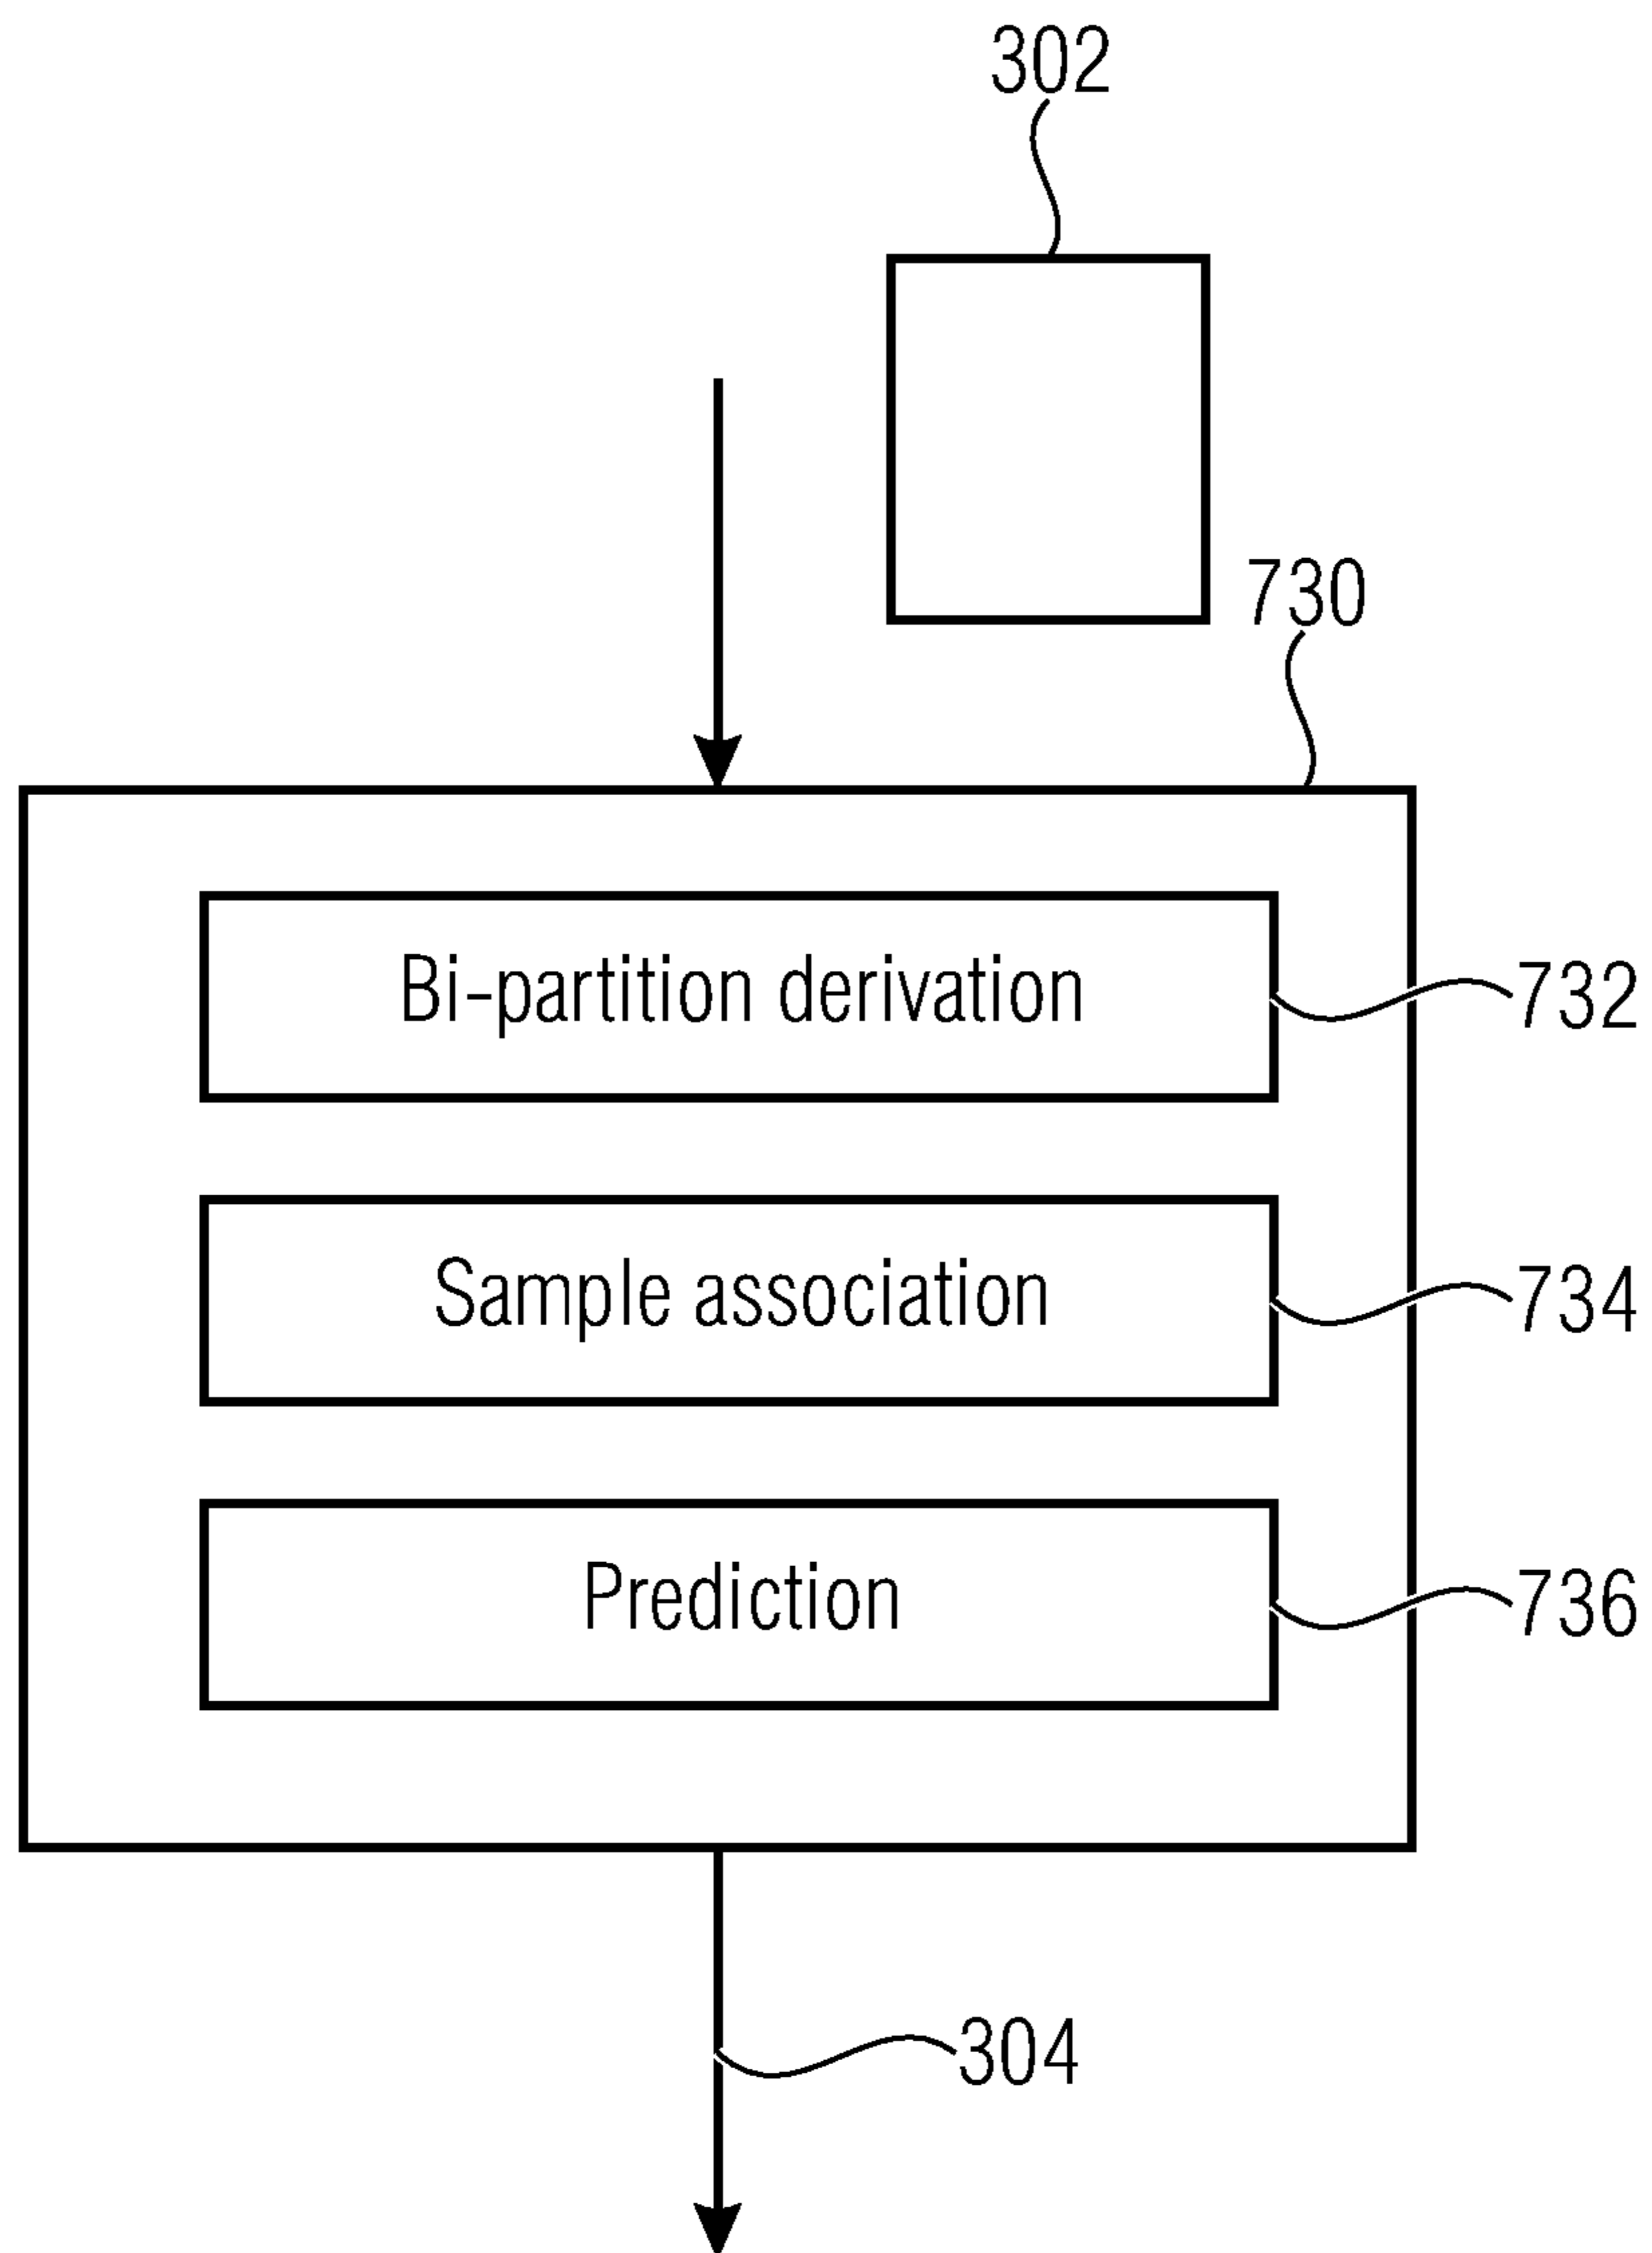 302
730
Bi-partition derivation
732
Sample association
734
Prediction
736
304